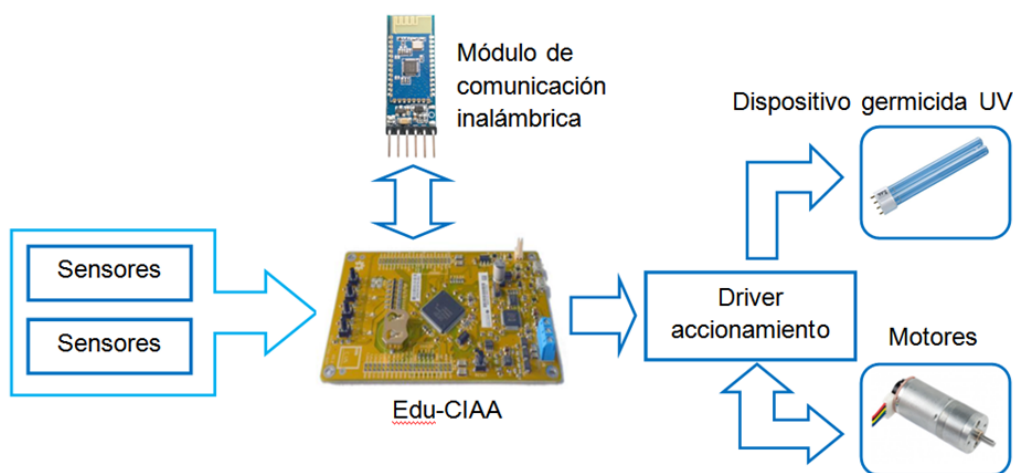 Módulo de
comunicación
inalámbrica
Dispositivo germicida UV
Sensores
Sensores
Driver
accionamiento
Motores
Edu-CIAA